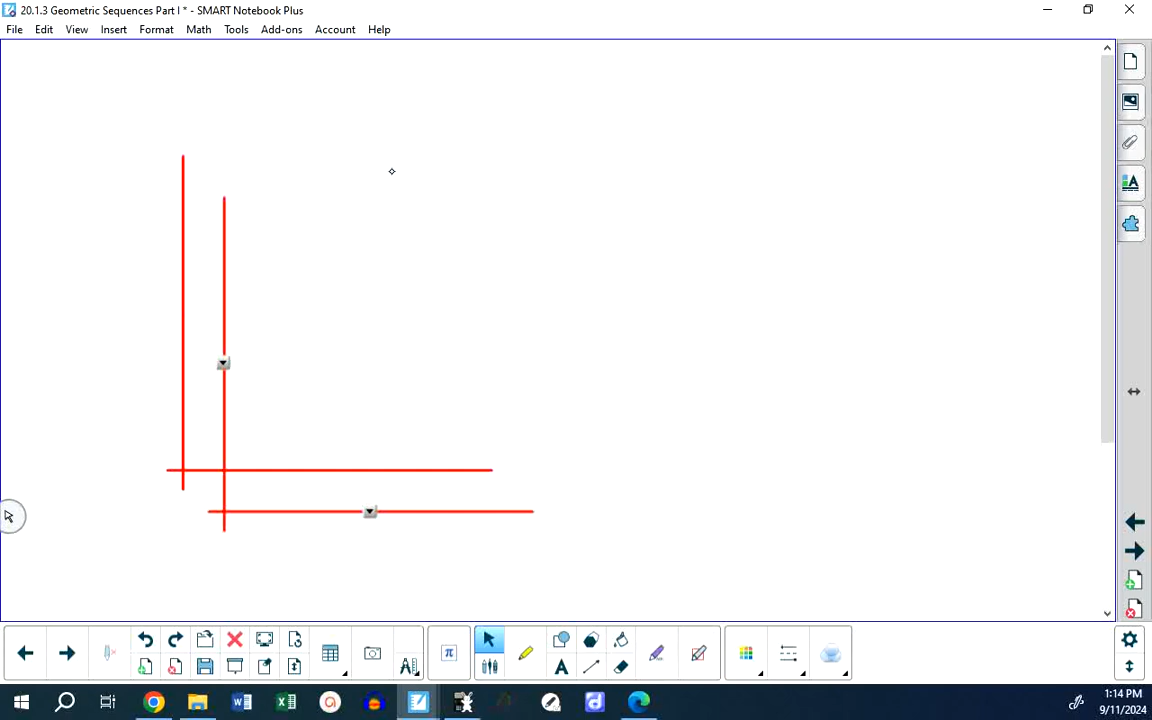 20.1.3 Geometric Sequences Part I * - SMART Notebook Plus
File Edit View Insert Format Math Tools Add-ons Account Help
1:14 PM
9/11/2024